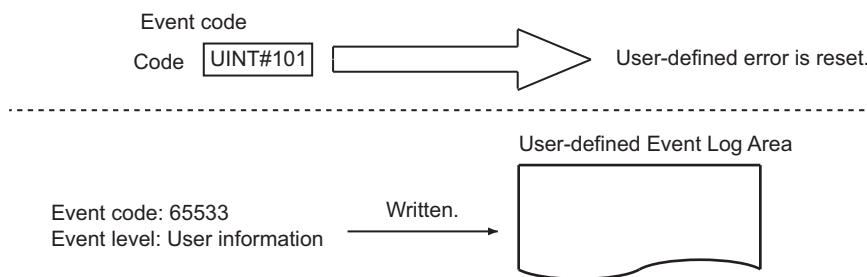 Event code
Code UINT#101 User-defined error is reset.
User-defined Event Log Area
Event code: 65533
Event level: User information
Written.